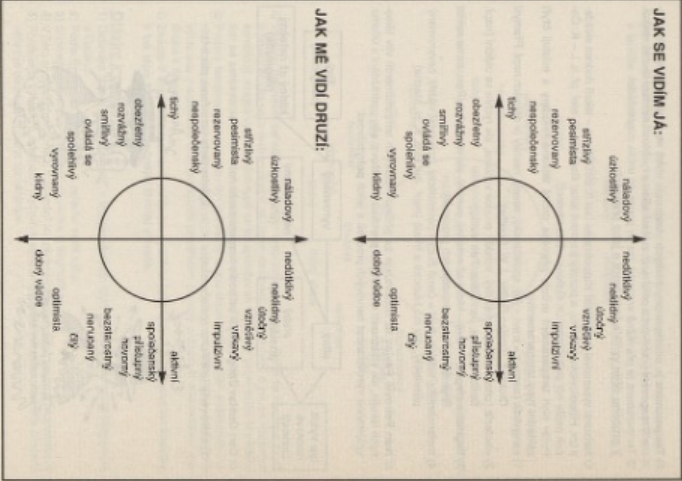 JAK SE VIDÍM JÁ:
náladový nedůtklivý
úzkostlivý neklidný
útočný
střízlivý vznětlivý
pesimista vrtkavý
rezervovaný impulzivní
nespolečenský
tichý aktivní
společenský
obezřetný přístupný
rozvážný hovorný
smířlivý bezstarostný
ovládá se nenucený
spolehlivý čilý
vyrovnaný optimista
klidný dobrý vůdce
JAK MĚ VIDÍ DRUZÍ:
náladový nedůtklivý
úzkostlivý neklidný
útočný
střízlivý vznětlivý
pesimista vrtkavý
rezervovaný impulzivní
nespolečenský
tichý aktivní
společenský
obezřetný přístupný
rozvážný hovorný
smířlivý bezstarostný
ovládá se nenucený
spolehlivý čilý
vyrovnaný optimista
klidný dobrý vůdce